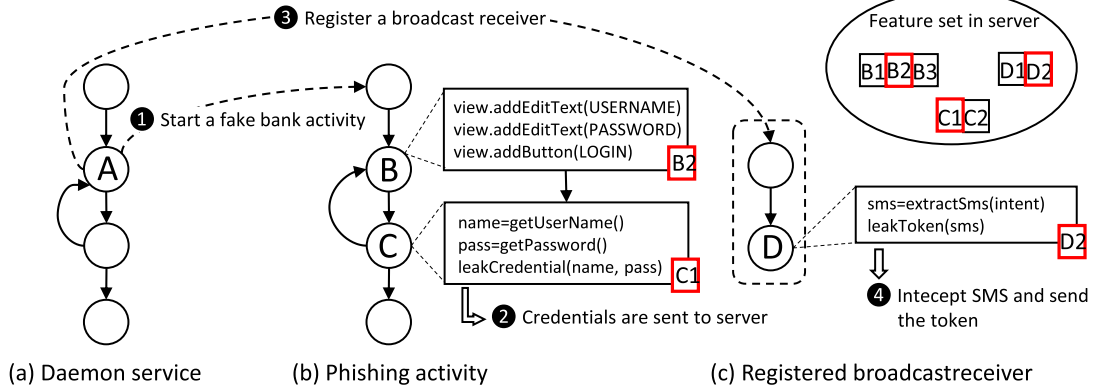 ❸ Register a broadcast receiver
Feature set in server
B1 B2 B3
D1 D2
C1 C2
❶ Start a fake bank activity
A
B
C
D
view.addEditText(USERNAME)
view.addEditText(PASSWORD)
view.addButton(LOGIN)
B2
name=getUserName()
pass=getPassword()
leakCredential(name, pass)
C1
sms=extractSms(intent)
leakToken(sms)
D2
❷ Credentials are sent to server
❹ Intecept SMS and send
the token
(a) Daemon service
(b) Phishing activity
(c) Registered broadcastreceiver